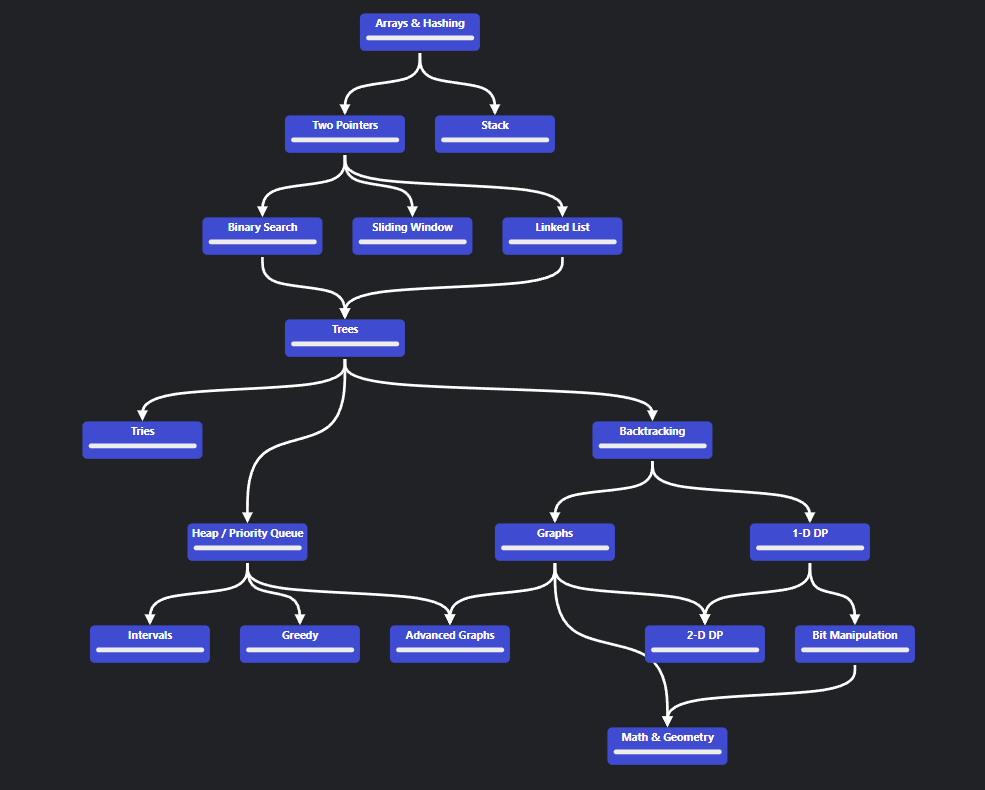 Arrays & Hashing
Two Pointers
Stack
Binary Search
Sliding Window
Linked List
Trees
Tries
Backtracking
Heap / Priority Queue
Graphs
1-D DP
Intervals
Greedy
Advanced Graphs
2-D DP
Bit Manipulation
Math & Geometry